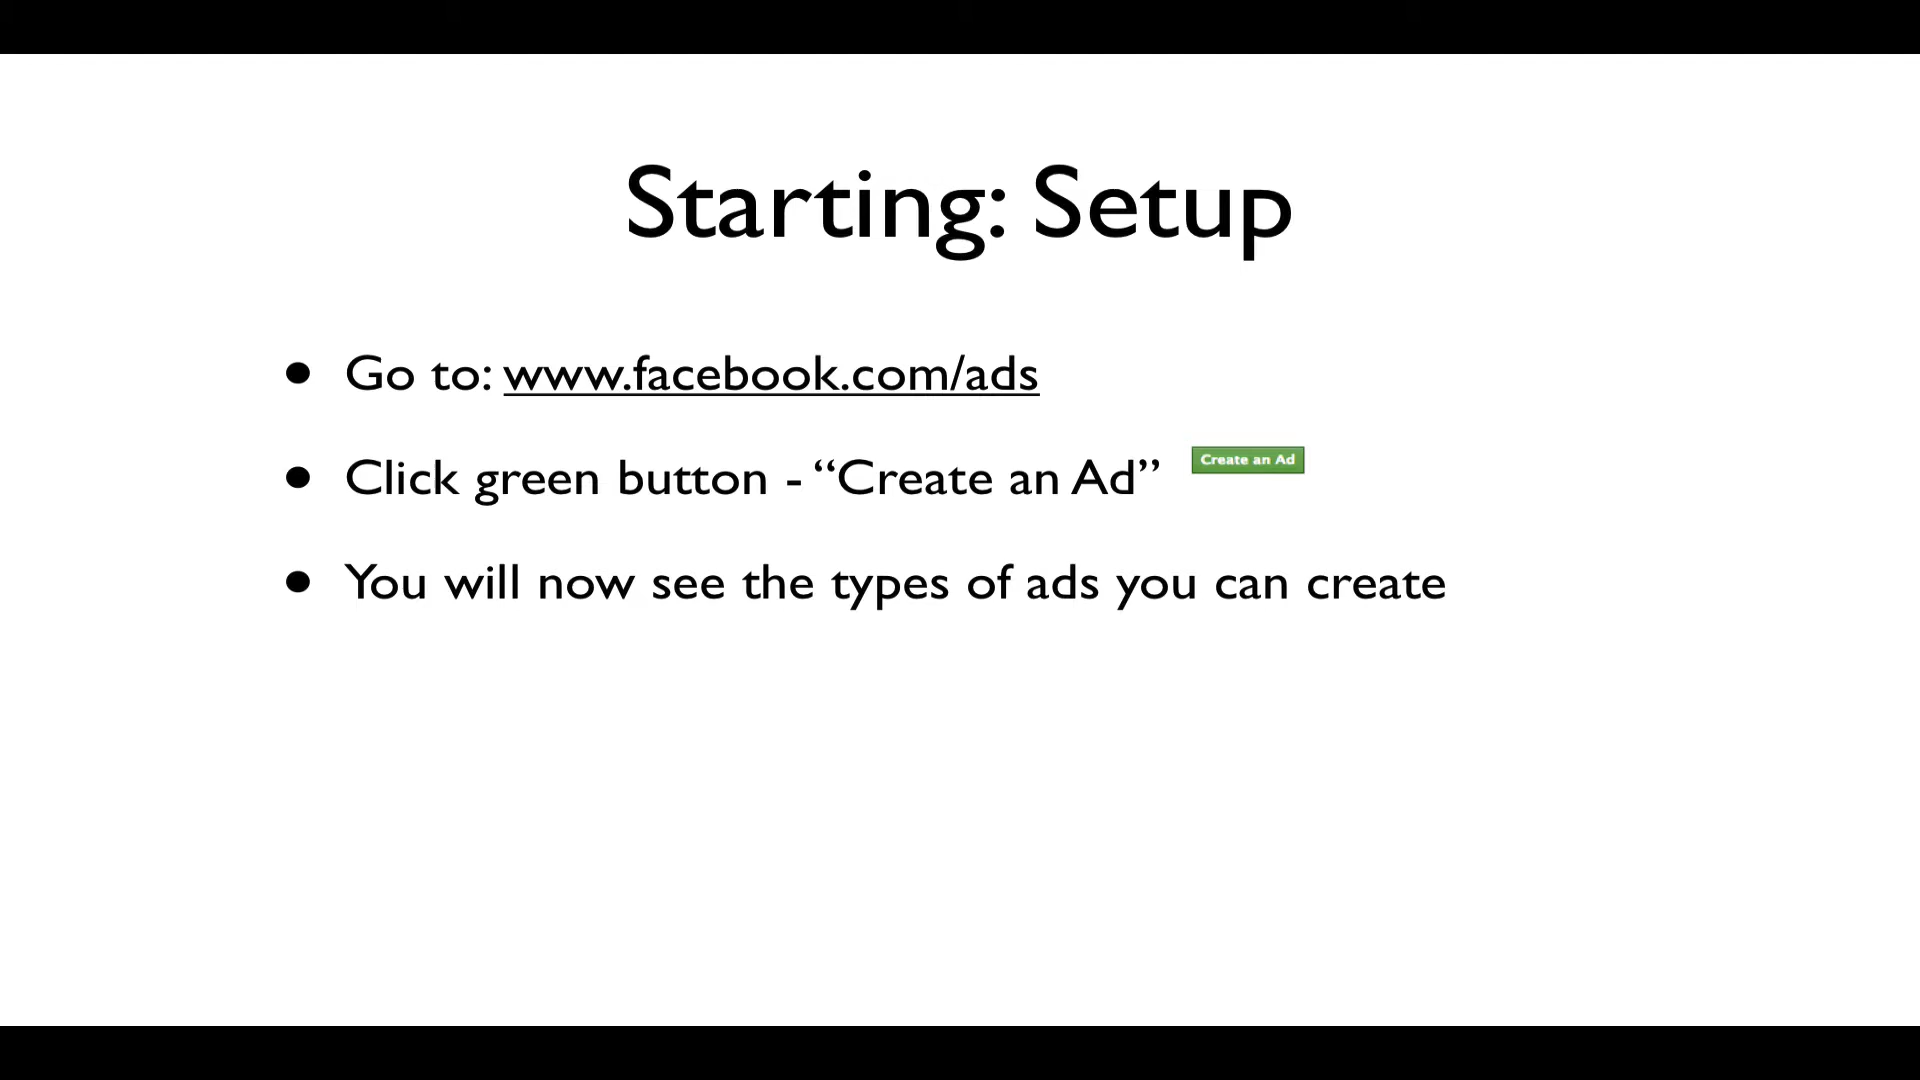 Starting: Setup
• Go to: www.facebook.com/ads
• Click green button - “Create an Ad” Create an Ad
• You will now see the types of ads you can create